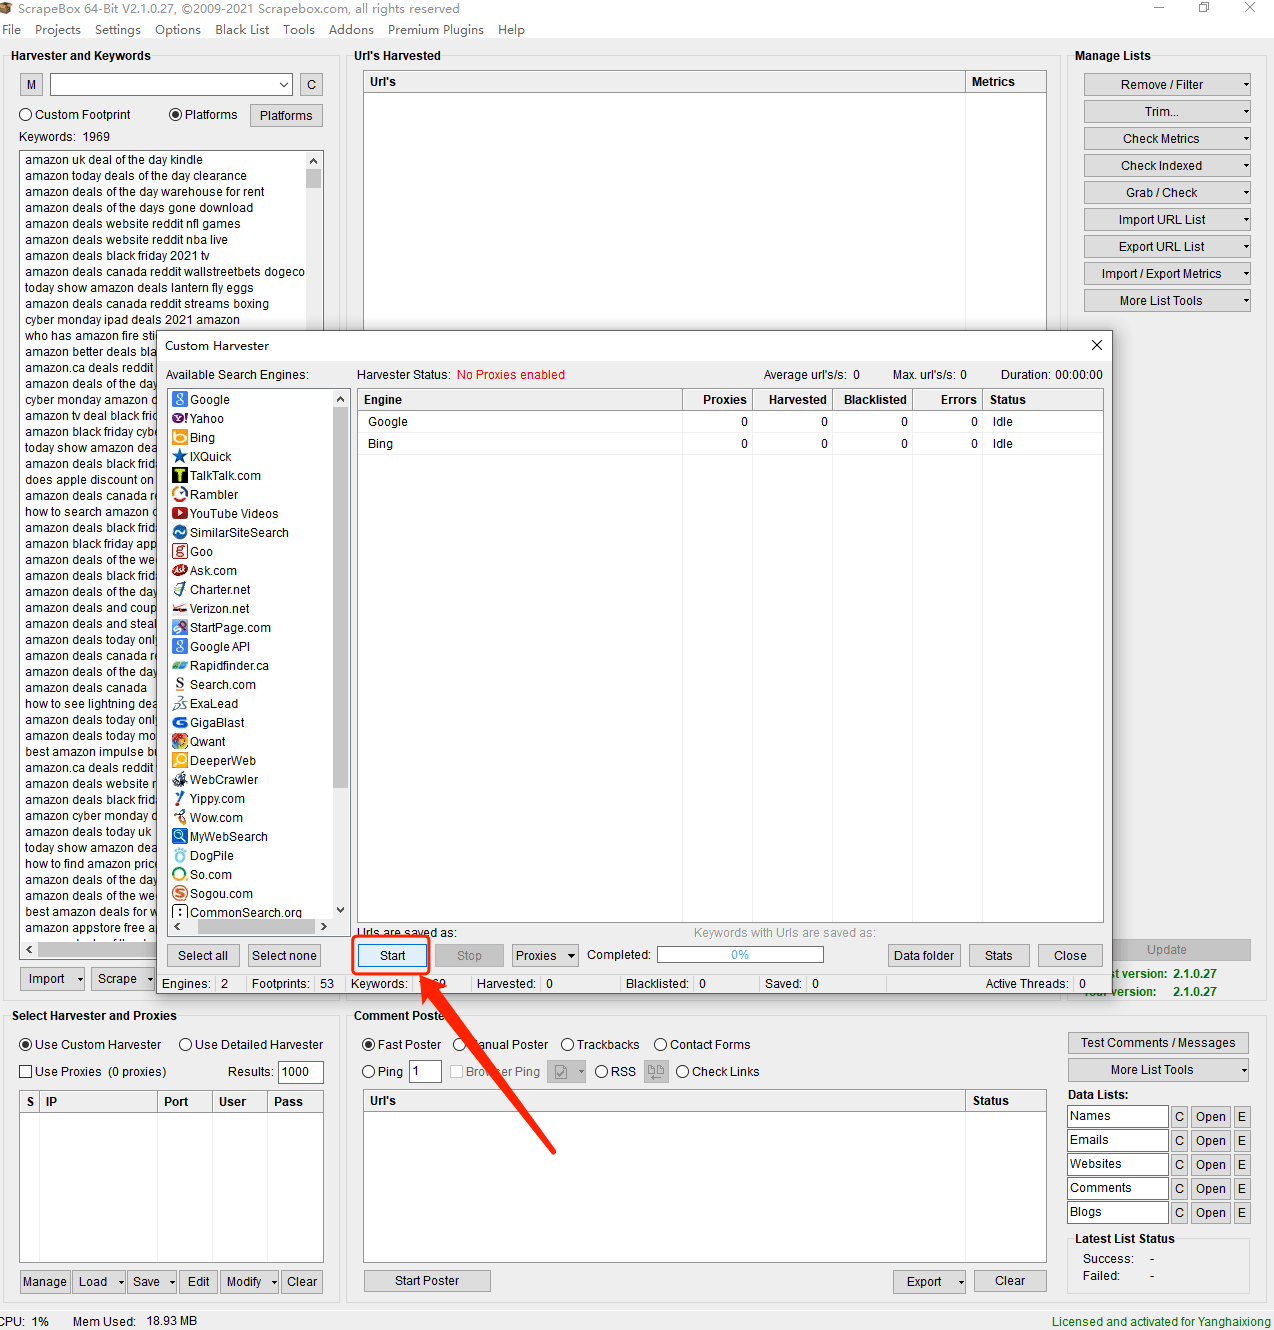 ScrapeBox 64-Bit V2.1.0.27, ©2009-2021 Scrapebox.com, all rights reserved
File Projects Settings Options Black List Tools Addons Premium Plugins Help
Harvester and Keywords
M
C
Custom Footprint
Platforms
Platforms
Keywords: 1969
amazon uk deal of the day kindle
amazon today deals of the day clearance
amazon deals of the day warehouse for rent
amazon deals of the days gone download
amazon deals website reddit nfl games
amazon deals website reddit nba live
amazon deals black friday 2021 tv
amazon deals canada reddit wallstreetbets dogeco
today show amazon deals lantern fly eggs
amazon deals canada reddit streams boxing
cyber monday ipad deals 2021 amazon
who has amazon fire sti
amazon better deals bla
amazon.ca deals reddit
amazon deals of the day
cyber monday amazon d
amazon tv deal black fri
amazon black friday cybe
today show amazon dea
amazon deals black frid
does apple discount on
amazon deals canada re
how to search amazon d
amazon deals black frid
amazon black friday app
amazon deals of the wee
amazon deals black frid
amazon deals of the day
amazon deals and coup
amazon deals and steal
amazon deals today only
amazon deals canada re
amazon deals of the day
amazon deals canada
how to see lightning dea
amazon deals today only
amazon deals today mo
best amazon impulse bu
amazon.ca deals reddit
amazon deals website r
amazon deals black frid
amazon cyber monday d
amazon deals today uk
today show amazon dea
how to find amazon price
amazon deals of the day
amazon deals of the wee
best amazon deals for w
amazon appstore free ap
Import
Scrape
Url's Harvested
Url's Metrics
Manage Lists
Remove / Filter
Trim...
Check Metrics
Check Indexed
Grab / Check
Import URL List
Export URL List
Import / Export Metrics
More List Tools
Custom Harvester
Available Search Engines:
Google
Yahoo
Bing
IXQuick
TalkTalk.com
Rambler
YouTube Videos
SimilarSiteSearch
Goo
Ask.com
Charter.net
Verizon.net
StartPage.com
Google API
Rapidfinder.ca
Search.com
ExaLead
GigaBlast
Qwant
DeeperWeb
WebCrawler
Yippy.com
Wow.com
MyWebSearch
DogPile
So.com
Sogou.com
CommonSearch.org
Harvester Status: No Proxies enabled Average url's/s: 0 Max. url's/s: 0 Duration: 00:00:00
Engine Proxies Harvested Blacklisted Errors Status
Google 0 0 0 0 Idle
Bing 0 0 0 0 Idle
Urls are saved as: Keywords with Urls are saved as:
Select all Select none Start Stop Proxies Completed: 0% Data folder Stats Close
Engines: 2 Footprints: 53 Keywords: Harvested: 0 Blacklisted: 0 Saved: 0 Active Threads: 0
Update
st version: 2.1.0.27
Your version: 2.1.0.27
Select Harvester and Proxies
Use Custom Harvester Use Detailed Harvester
Use Proxies (0 proxies) Results: 1000
S IP Port User Pass
Manage Load Save Edit Modify Clear
Comment Poste
Fast Poster Manual Poster Trackbacks Contact Forms
Ping 1 Browser Ping RSS Check Links
Url's Status
Start Poster Export Clear
Test Comments / Messages
More List Tools
Data Lists:
Names C Open E
Emails C Open E
Websites C Open E
Comments C Open E
Blogs C Open E
Latest List Status
Success: -
Failed: -
CPU: 1% Mem Used: 18.93 MB
Licensed and activated for Yanghaixiong